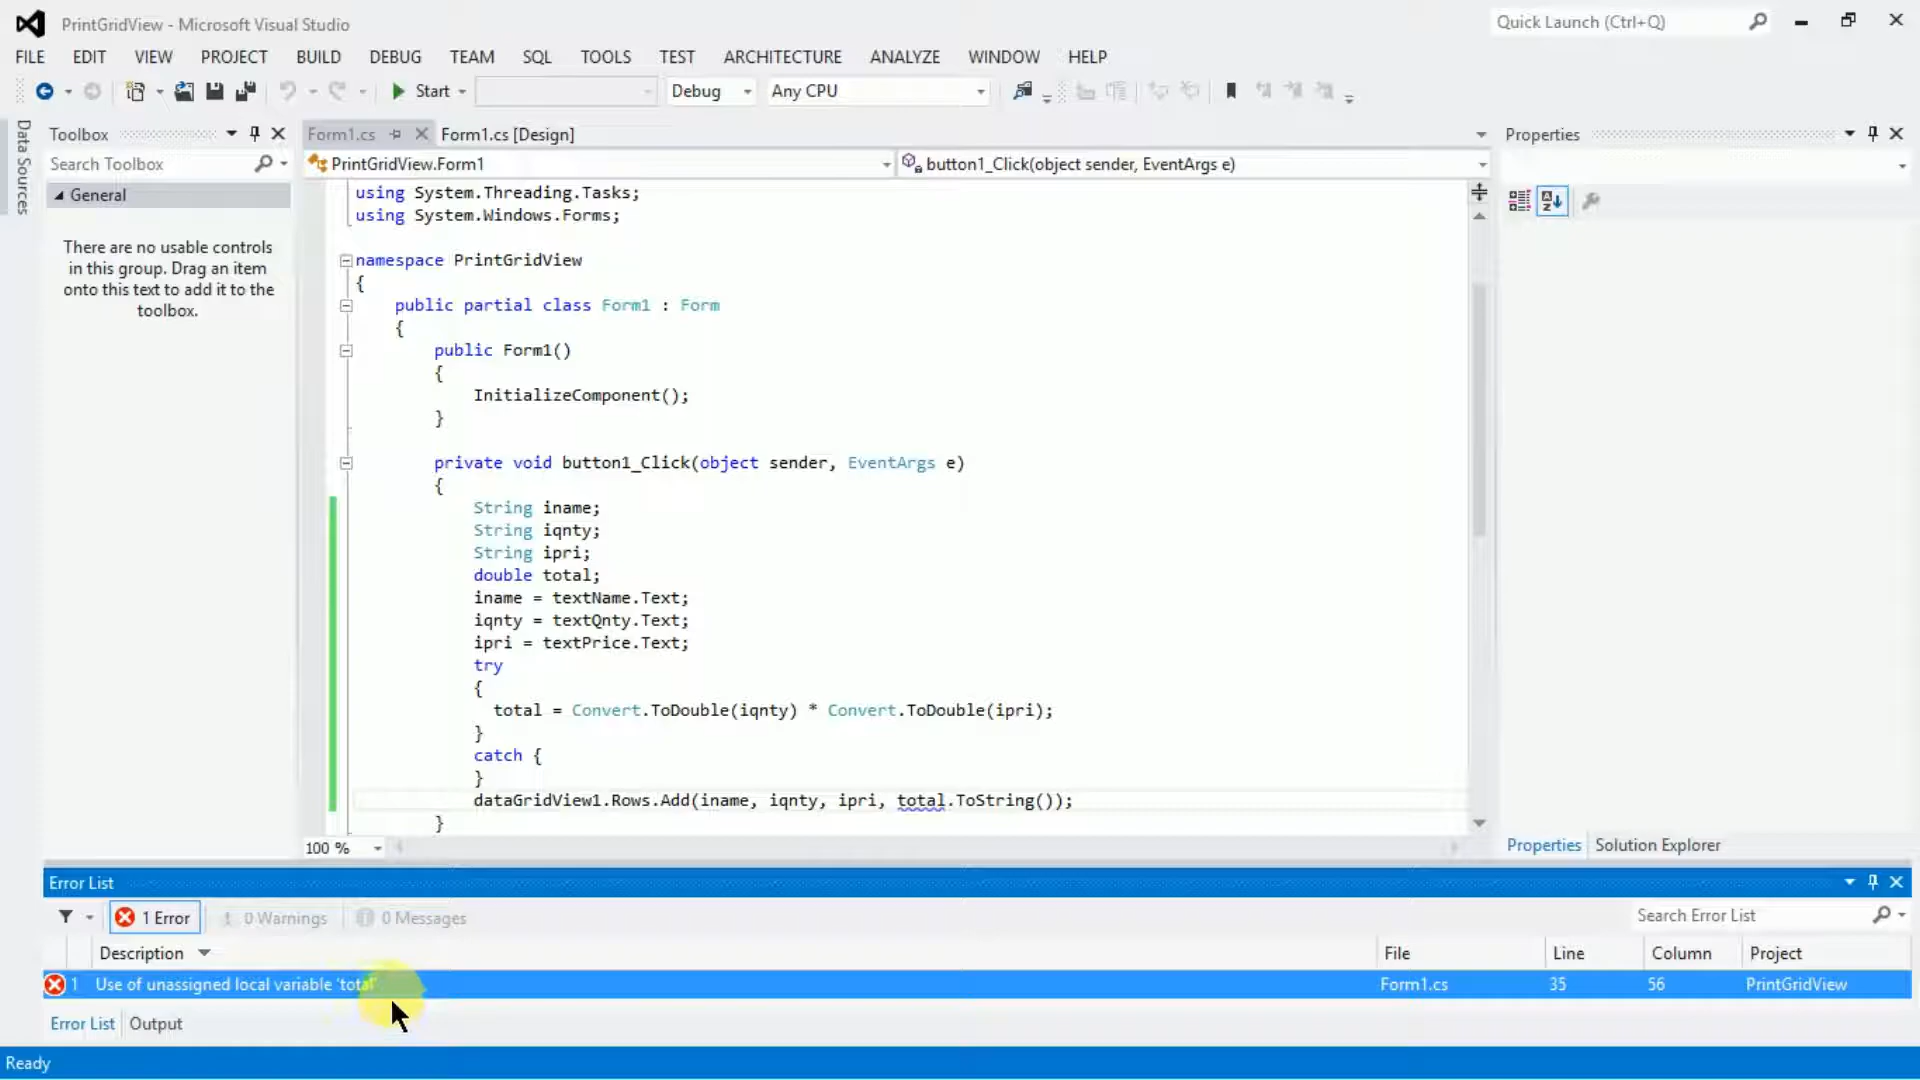 PrintGridView - Microsoft Visual Studio
Quick Launch (Ctrl+Q)
FILE EDIT VIEW PROJECT BUILD DEBUG TEAM SQL TOOLS TEST ARCHITECTURE ANALYZE WINDOW HELP
Start Debug Any CPU
Data Sources
Toolbox
Search Toolbox
General
There are no usable controls
in this group. Drag an item
onto this text to add it to the
toolbox.
Form1.cs Form1.cs [Design]
PrintGridView.Form1 button1_Click(object sender, EventArgs e)
using System.Threading.Tasks;
using System.Windows.Forms;
namespace PrintGridView
{
public partial class Form1 : Form
{
public Form1()
{
InitializeComponent();
}
private void button1_Click(object sender, EventArgs e)
{
String iname;
String iqnty;
String ipri;
double total;
iname = textName.Text;
iqnty = textQnty.Text;
ipri = textPrice.Text;
try
{
total = Convert.ToDouble(iqnty) * Convert.ToDouble(ipri);
}
catch {
}
dataGridView1.Rows.Add(iname, iqnty, ipri, total.ToString());
}
100 %
Properties
Properties Solution Explorer
Error List
1 Error 0 Warnings 0 Messages
Search Error List
Description File Line Column Project
1 Use of unassigned local variable 'total' Form1.cs 35 56 PrintGridView
Error List Output
Ready